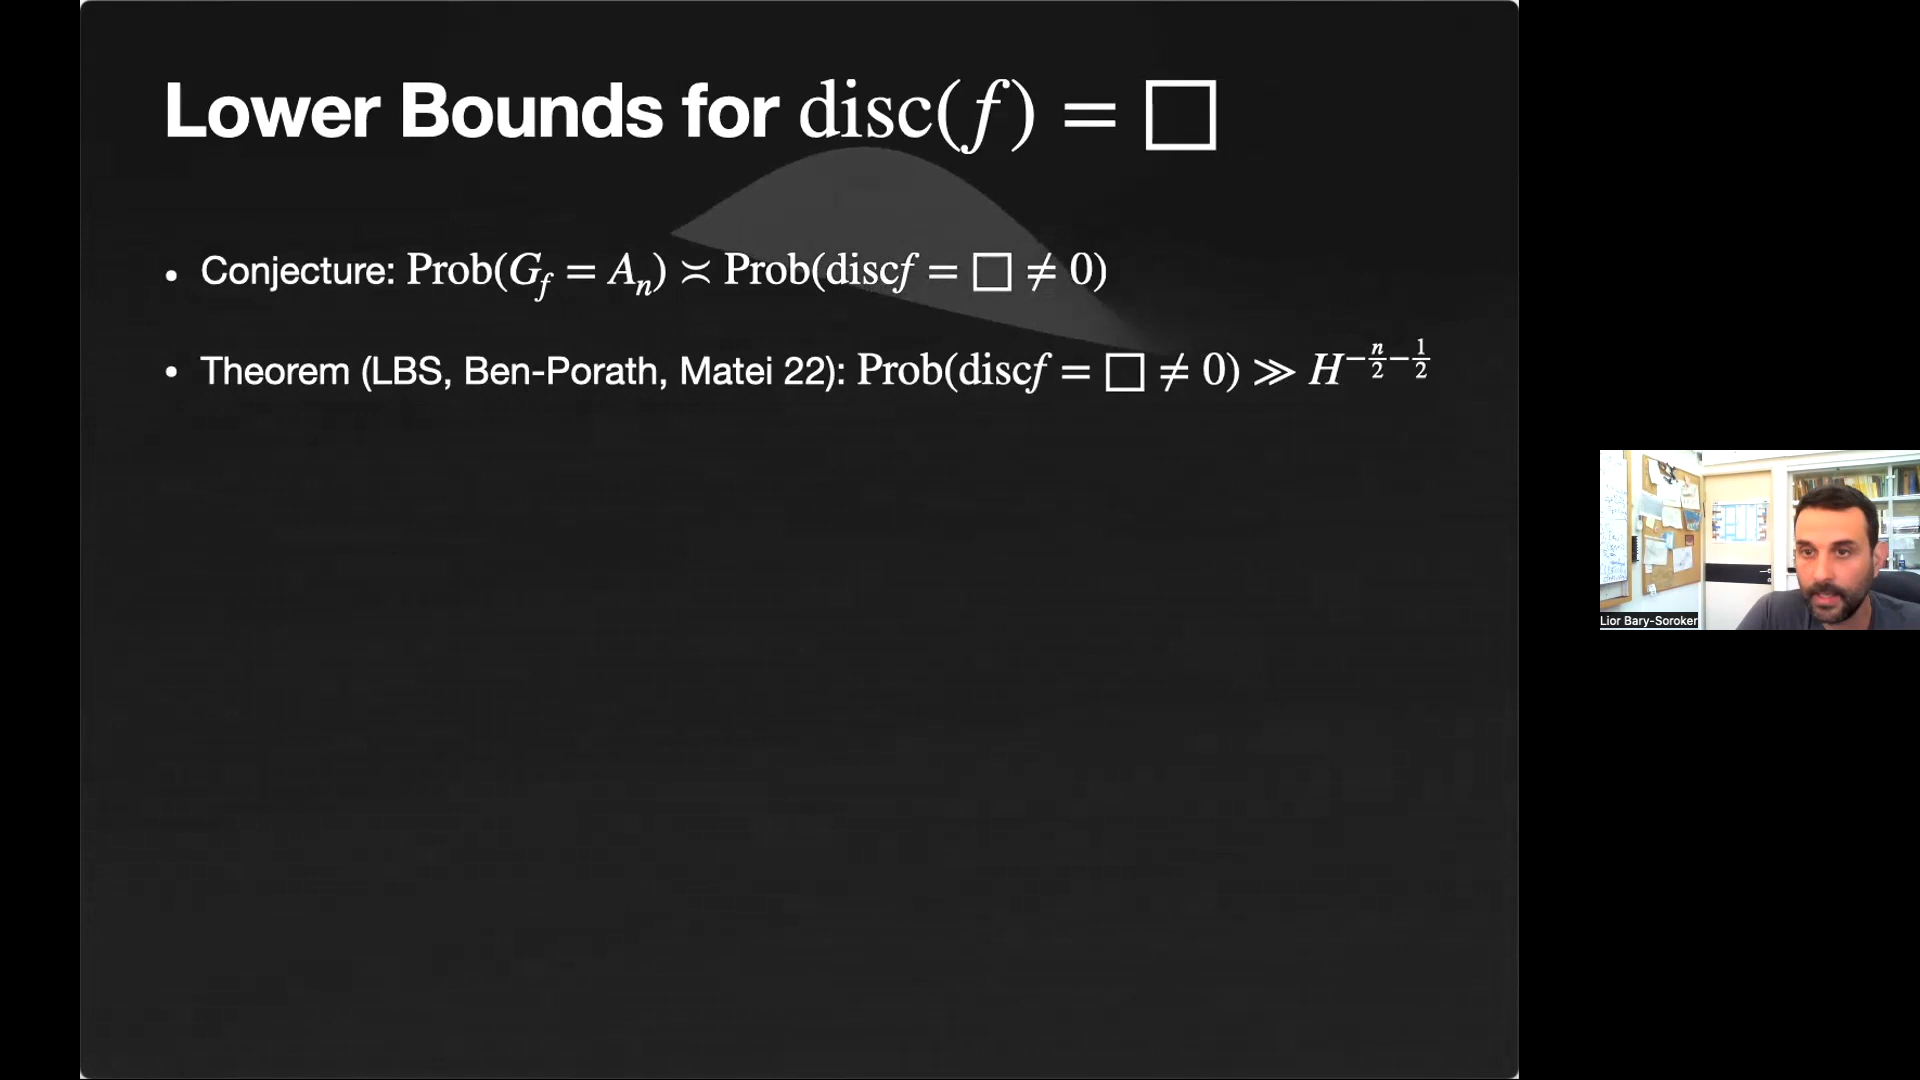 Lower Bounds for disc(f) = □
• Conjecture: Prob(G_f = A_n) ≍ Prob(discf = □ ≠ 0)
• Theorem (LBS, Ben-Porath, Matei 22): Prob(discf = □ ≠ 0) ≫ H^{-n/2-1/2}
Lior Bary-Soroker